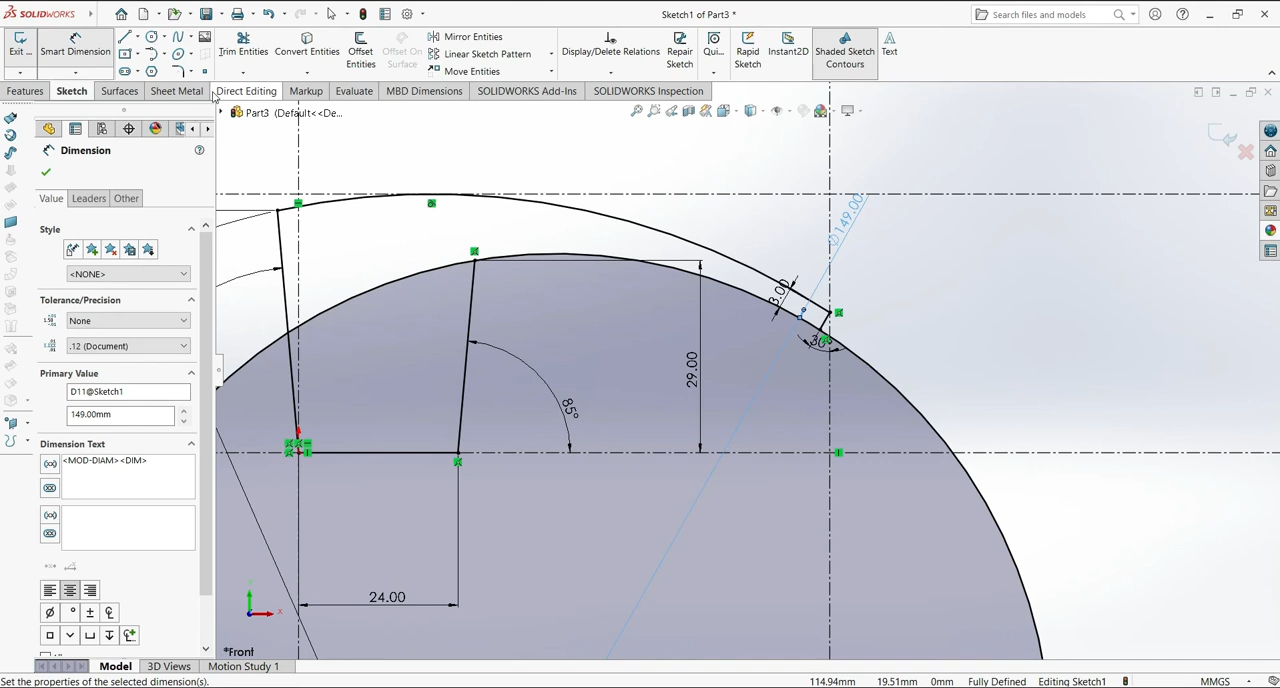 SOLIDWORKS
Sketch1 of Part3 *
Search files and models
Exit ...
Smart Dimension
Trim Entities
Convert Entities
Offset Entities
Offset On Surface
Mirror Entities
Linear Sketch Pattern
Move Entities
Display/Delete Relations
Repair Sketch
Qui...
Rapid Sketch
Instant2D
Shaded Sketch Contours
Text
Features
Sketch
Surfaces
Sheet Metal
Direct Editing
Markup
Evaluate
MBD Dimensions
SOLIDWORKS Add-Ins
SOLIDWORKS Inspection
Part3 (Default<<De...
Dimension
Value
Leaders
Other
Style
<NONE>
Tolerance/Precision
None
.12 (Document)
Primary Value
D11@Sketch1
149.00mm
Dimension Text
<MOD-DIAM><DIM>
∅149.00
3.00
30°
29.00
85°
24.00
*Front
Model
3D Views
Motion Study 1
Set the properties of the selected dimension(s).
114.94mm
19.51mm
0mm
Fully Defined
Editing Sketch1
MMGS